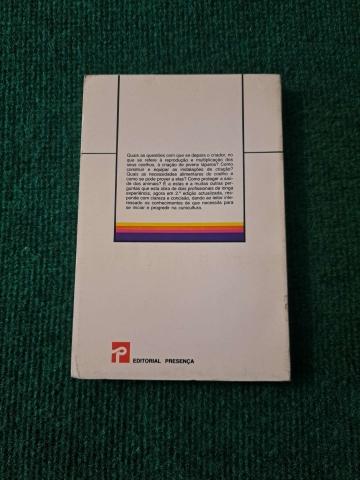 Quais as questões com que se depara o criador, no
que se refere à reprodução e multiplicação dos
seus coelhos, à criação de jovens láparos? Como
construir e equipar as instalações de criação?
Quais as necessidades alimentares do coelho e
como se pode prover a elas? Como proteger a saú-
de dos animais? É a estas e a muitas outras per-
guntas que esta obra de dois profissionais de longa
experiência, agora em 2.ª edição actualizada, res-
ponde com clareza e concisão, dando ao leitor inte-
ressado os conhecimentos de que necessita para
se iniciar e progredir na cunicultura.
EDITORIAL PRESENÇA